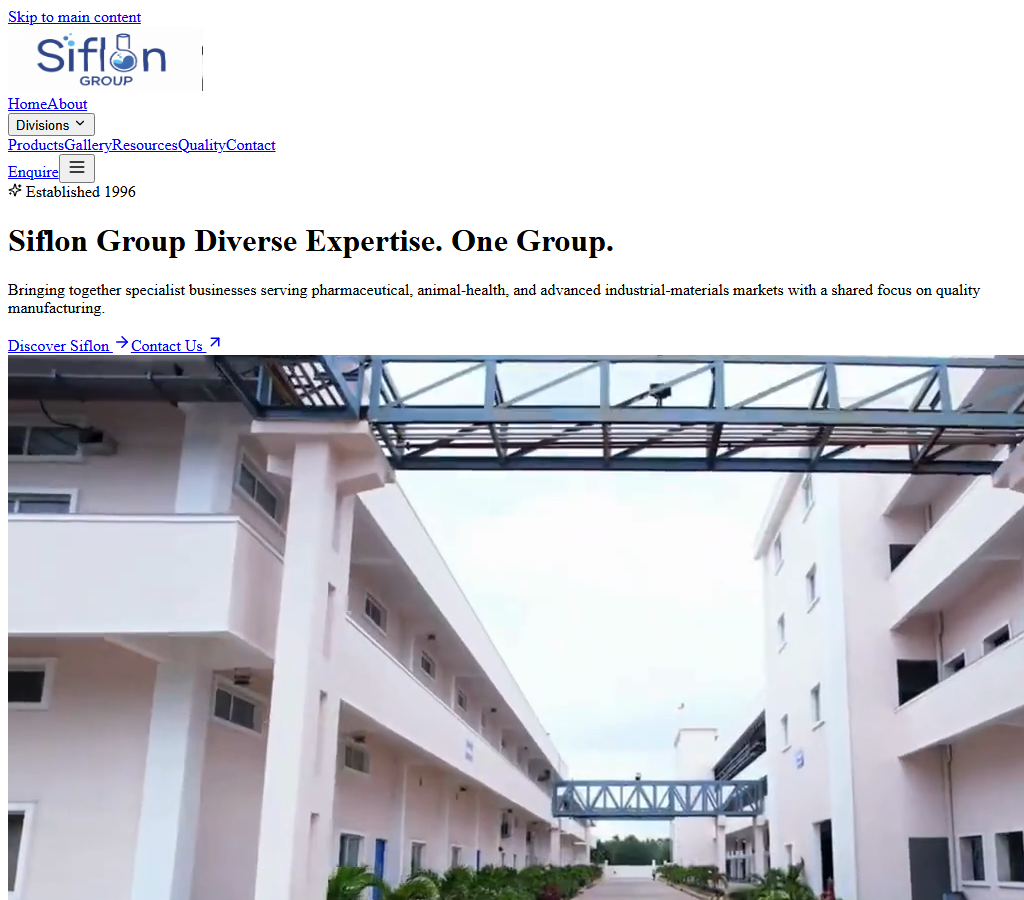 Skip to main content
Siflon
GROUP
HomeAbout
Divisions
ProductsGalleryResourcesQualityContact
Enquire
Established 1996
Siflon Group Diverse Expertise. One Group.
Bringing together specialist businesses serving pharmaceutical, animal-health, and advanced industrial-materials markets with a shared focus on quality
manufacturing.
Discover Siflon Contact Us